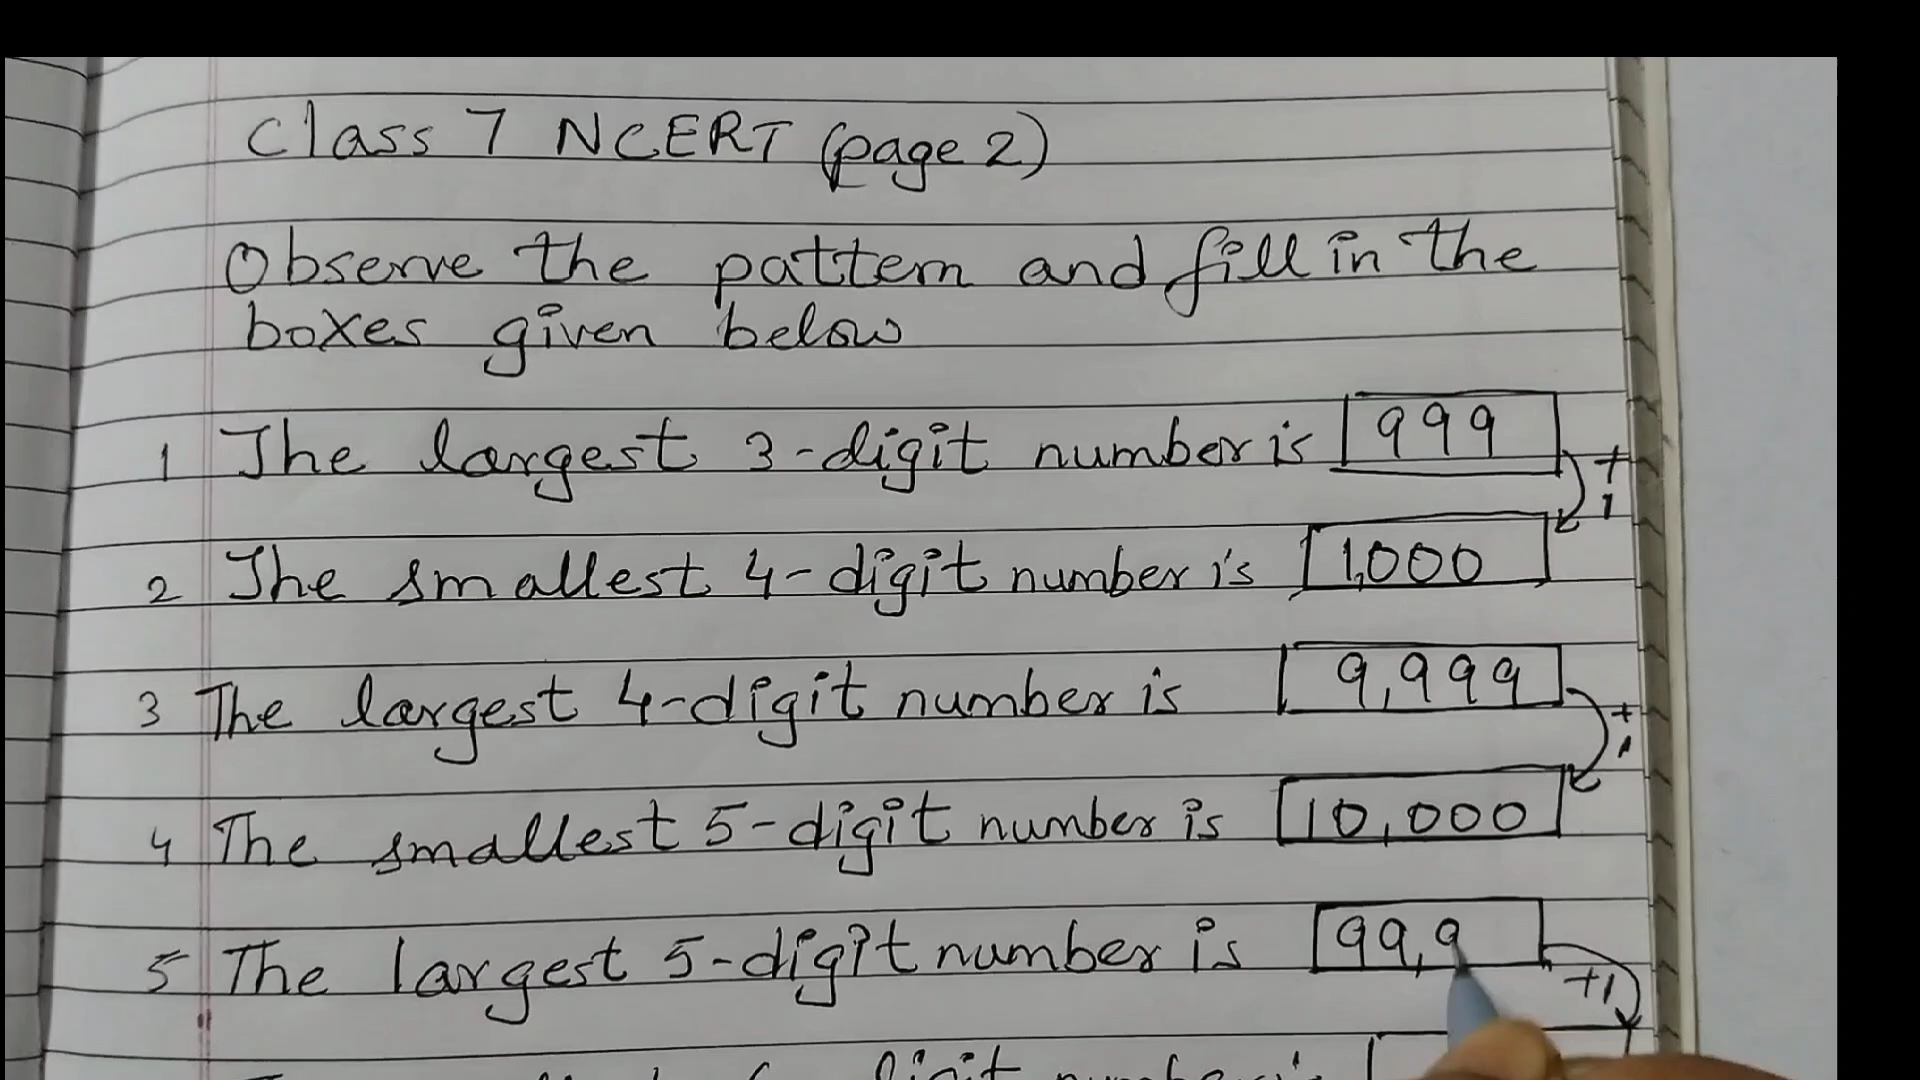 Class 7 NCERT (page 2)
Observe the pattern and fill in the
boxes given below
1 The largest 3-digit number is 999
+
1
2 The smallest 4-digit number is 1,000
3 The largest 4-digit number is 9,999
+
1
4 The smallest 5-digit number is 10,000
5 The largest 5-digit number is 99,9
+1
digit number is